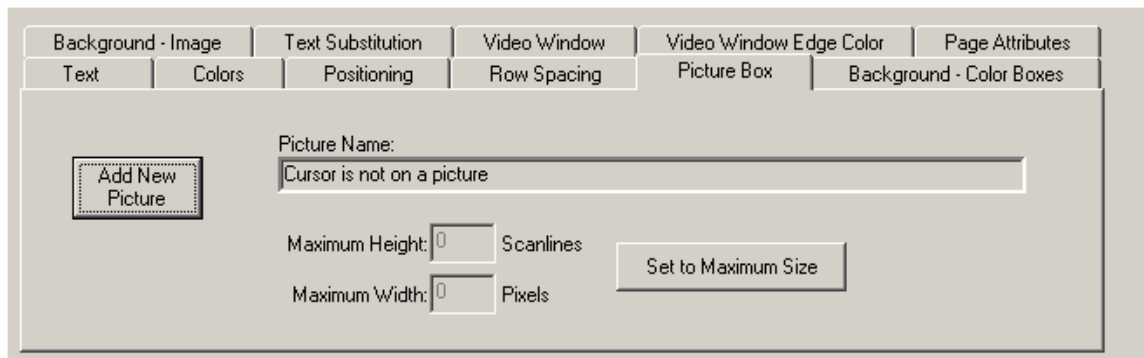 Background - Image Text Substitution Video Window Video Window Edge Color Page Attributes
Text Colors Positioning Row Spacing Picture Box Background - Color Boxes
Picture Name:
Add New
Picture
Cursor is not on a picture
Maximum Height: 0 Scanlines
Set to Maximum Size
Maximum Width: 0 Pixels